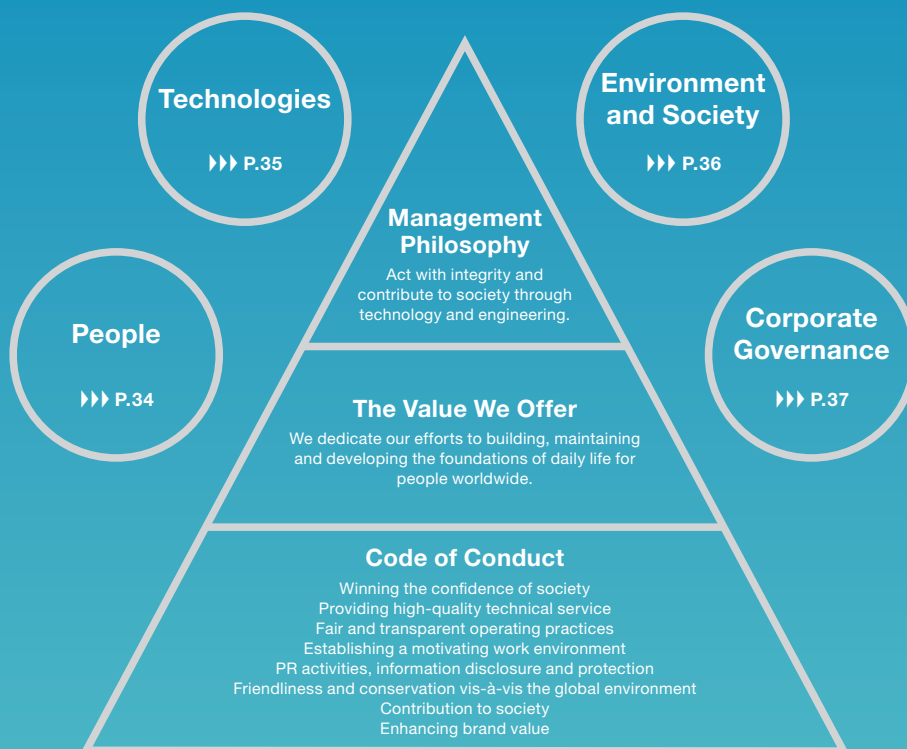 Technologies
▶▶▶ P.35
Environment
and Society
▶▶▶ P.36
People
▶▶▶ P.34
Management
Philosophy
Act with integrity and
contribute to society through
technology and engineering.
Corporate
Governance
▶▶▶ P.37
The Value We Offer
We dedicate our efforts to building, maintaining
and developing the foundations of daily life for
people worldwide.
Code of Conduct
Winning the confidence of society
Providing high-quality technical service
Fair and transparent operating practices
Establishing a motivating work environment
PR activities, information disclosure and protection
Friendliness and conservation vis-à-vis the global environment
Contribution to society
Enhancing brand value